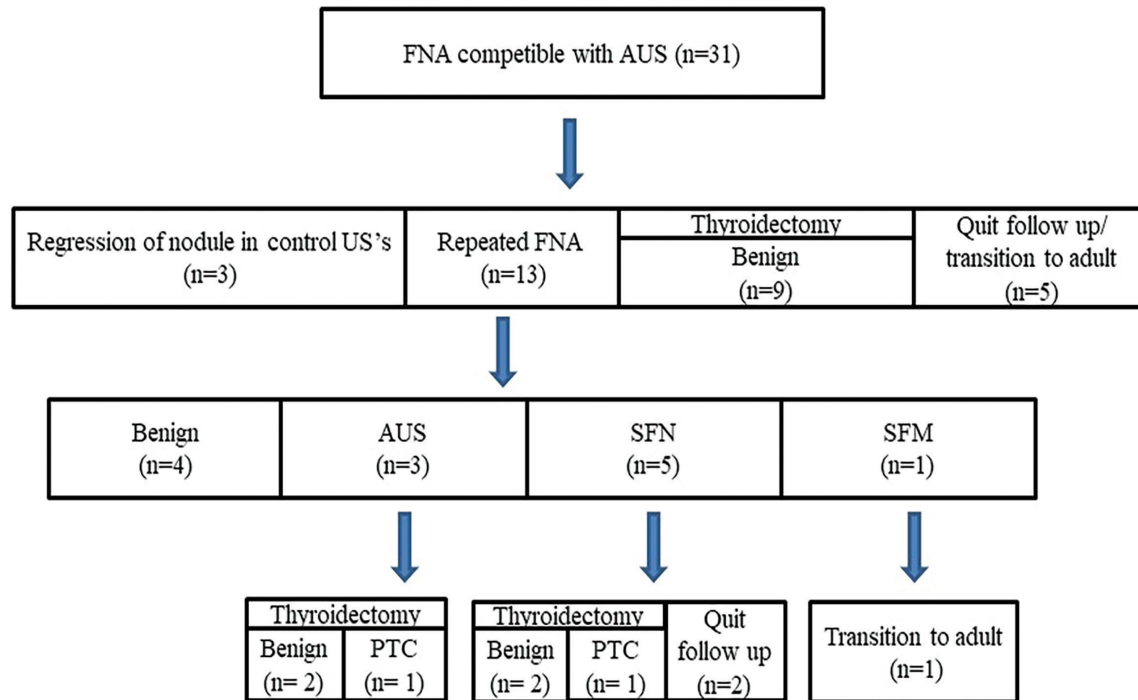 FNA competible with AUS (n=31)
Regression of nodule in control US's
(n=3)
Repeated FNA
(n=13)
Thyroidectomy
Benign
(n=9)
Quit follow up/
transition to adult
(n=5)
Benign
(n=4)
AUS
(n=3)
SFN
(n=5)
SFM
(n=1)
Thyroidectomy
Benign
(n= 2)
PTC
(n= 1)
Thyroidectomy
Benign
(n= 2)
PTC
(n= 1)
Quit
follow up
(n=2)
Transition to adult
(n=1)